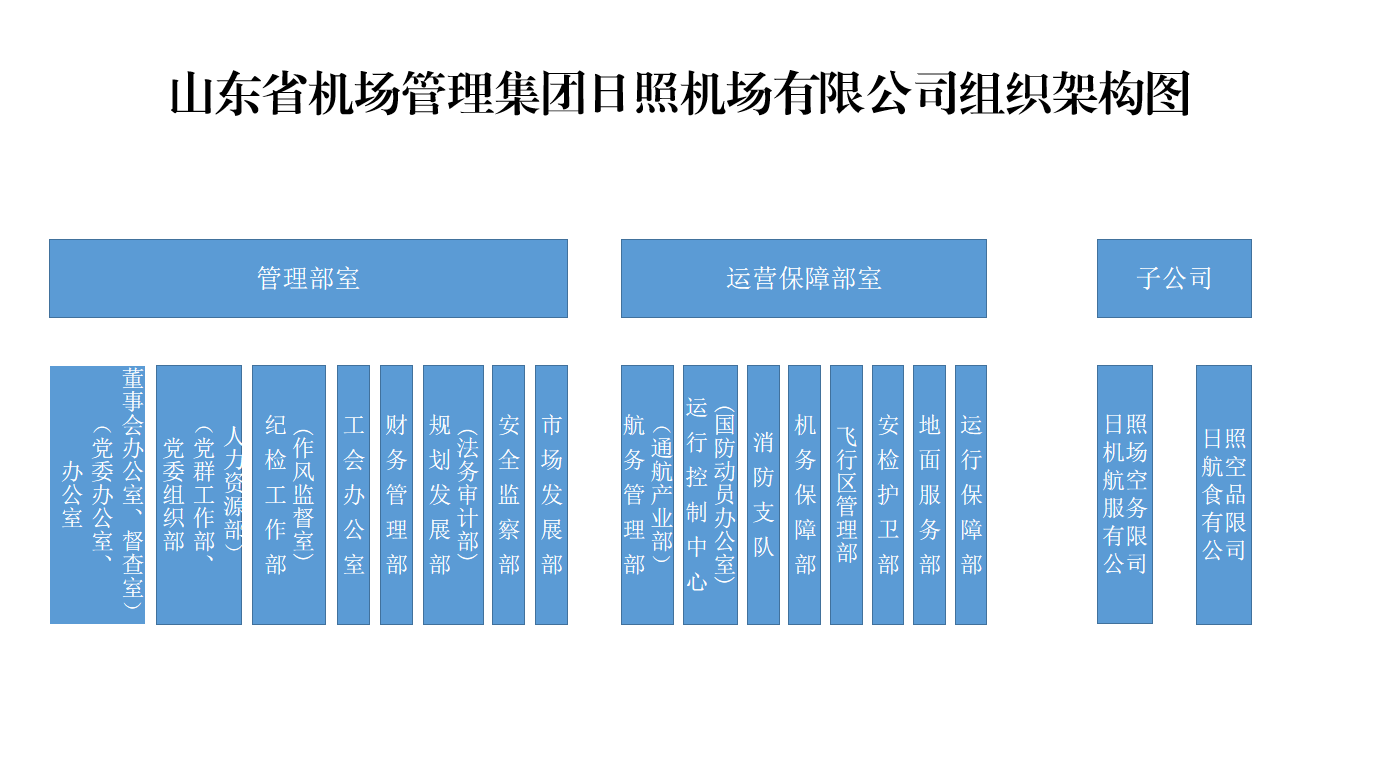 山东省机场管理集团日照机场有限公司组织架构图
管理部室
运营保障部室
子公司
办公室
（党委办公室、
董事会办公室、督查室）
党委组织部
（党群工作部、
人力资源部）
纪检工作部
（作风监督室）
工会办公室
财务管理部
规划发展部
（法务审计部）
安全监察部
市场发展部
航务管理部
（通航产业部）
运行控制中心
（国防动员办公室）
消防支队
机务保障部
飞行区管理部
安检护卫部
地面服务部
运行保障部
日照
机场
航空
服务
有限
公司
日照
航空
食品
有限
公司